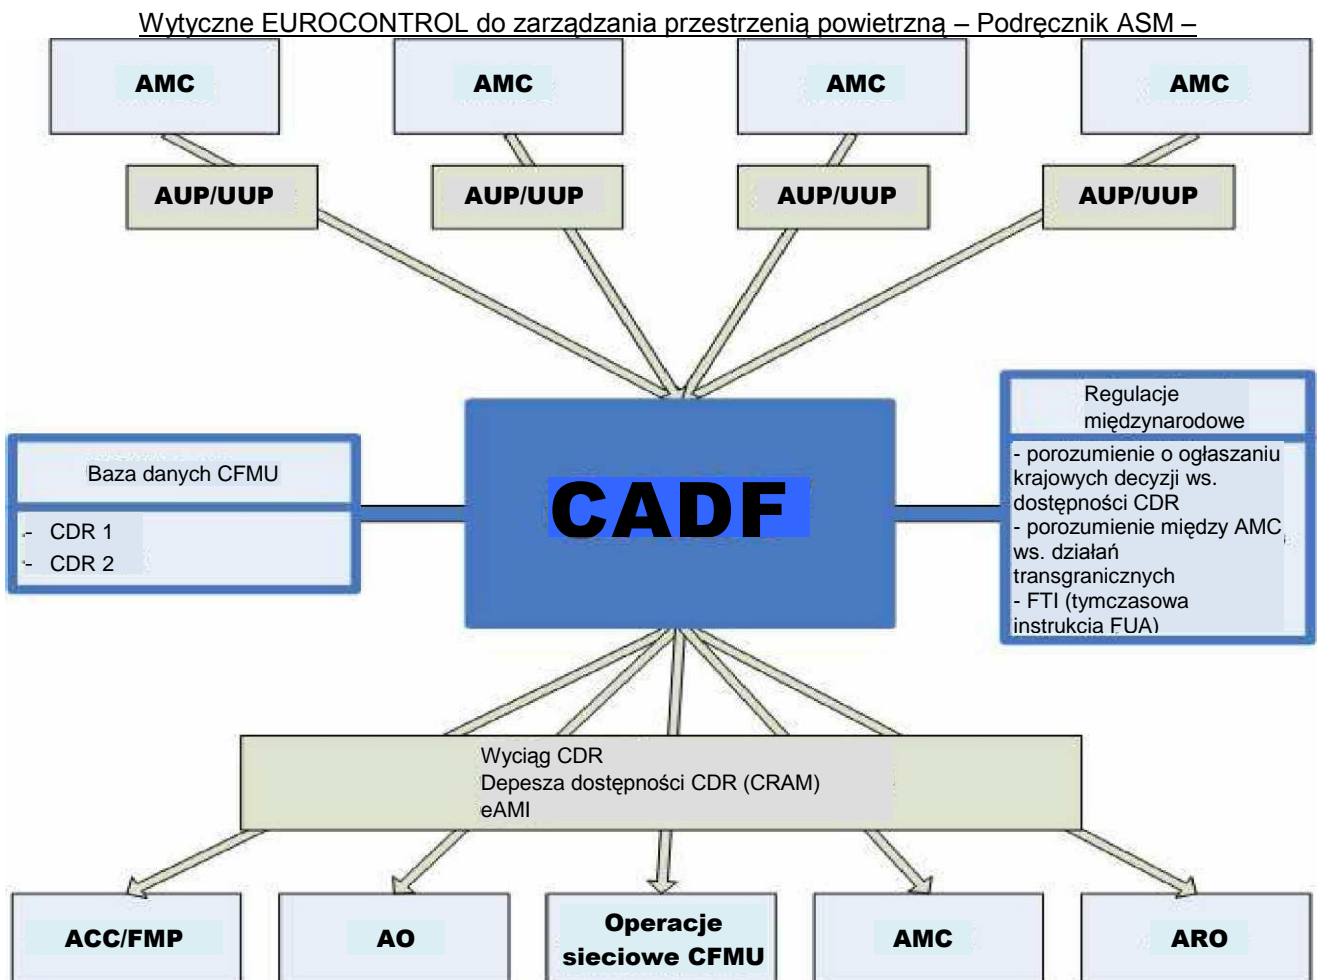 Wytyczne EUROCONTROL do zarządzania przestrzenią powietrzną – Podręcznik ASM –
AMC
AMC
AMC
AMC
AUP/UUP
AUP/UUP
AUP/UUP
AUP/UUP
Baza danych CFMU
- CDR 1
- CDR 2
CADF
Regulacje
międzynarodowe
- porozumienie o ogłaszaniu
krajowych decyzji ws.
dostępności CDR
- porozumienie między AMC
ws. działań
transgranicznych
- FTI (tymczasowa
instrukcja FUA)
Wyciąg CDR
Depesza dostępności CDR (CRAM)
eAMI
ACC/FMP
AO
Operacje
sieciowe CFMU
AMC
ARO